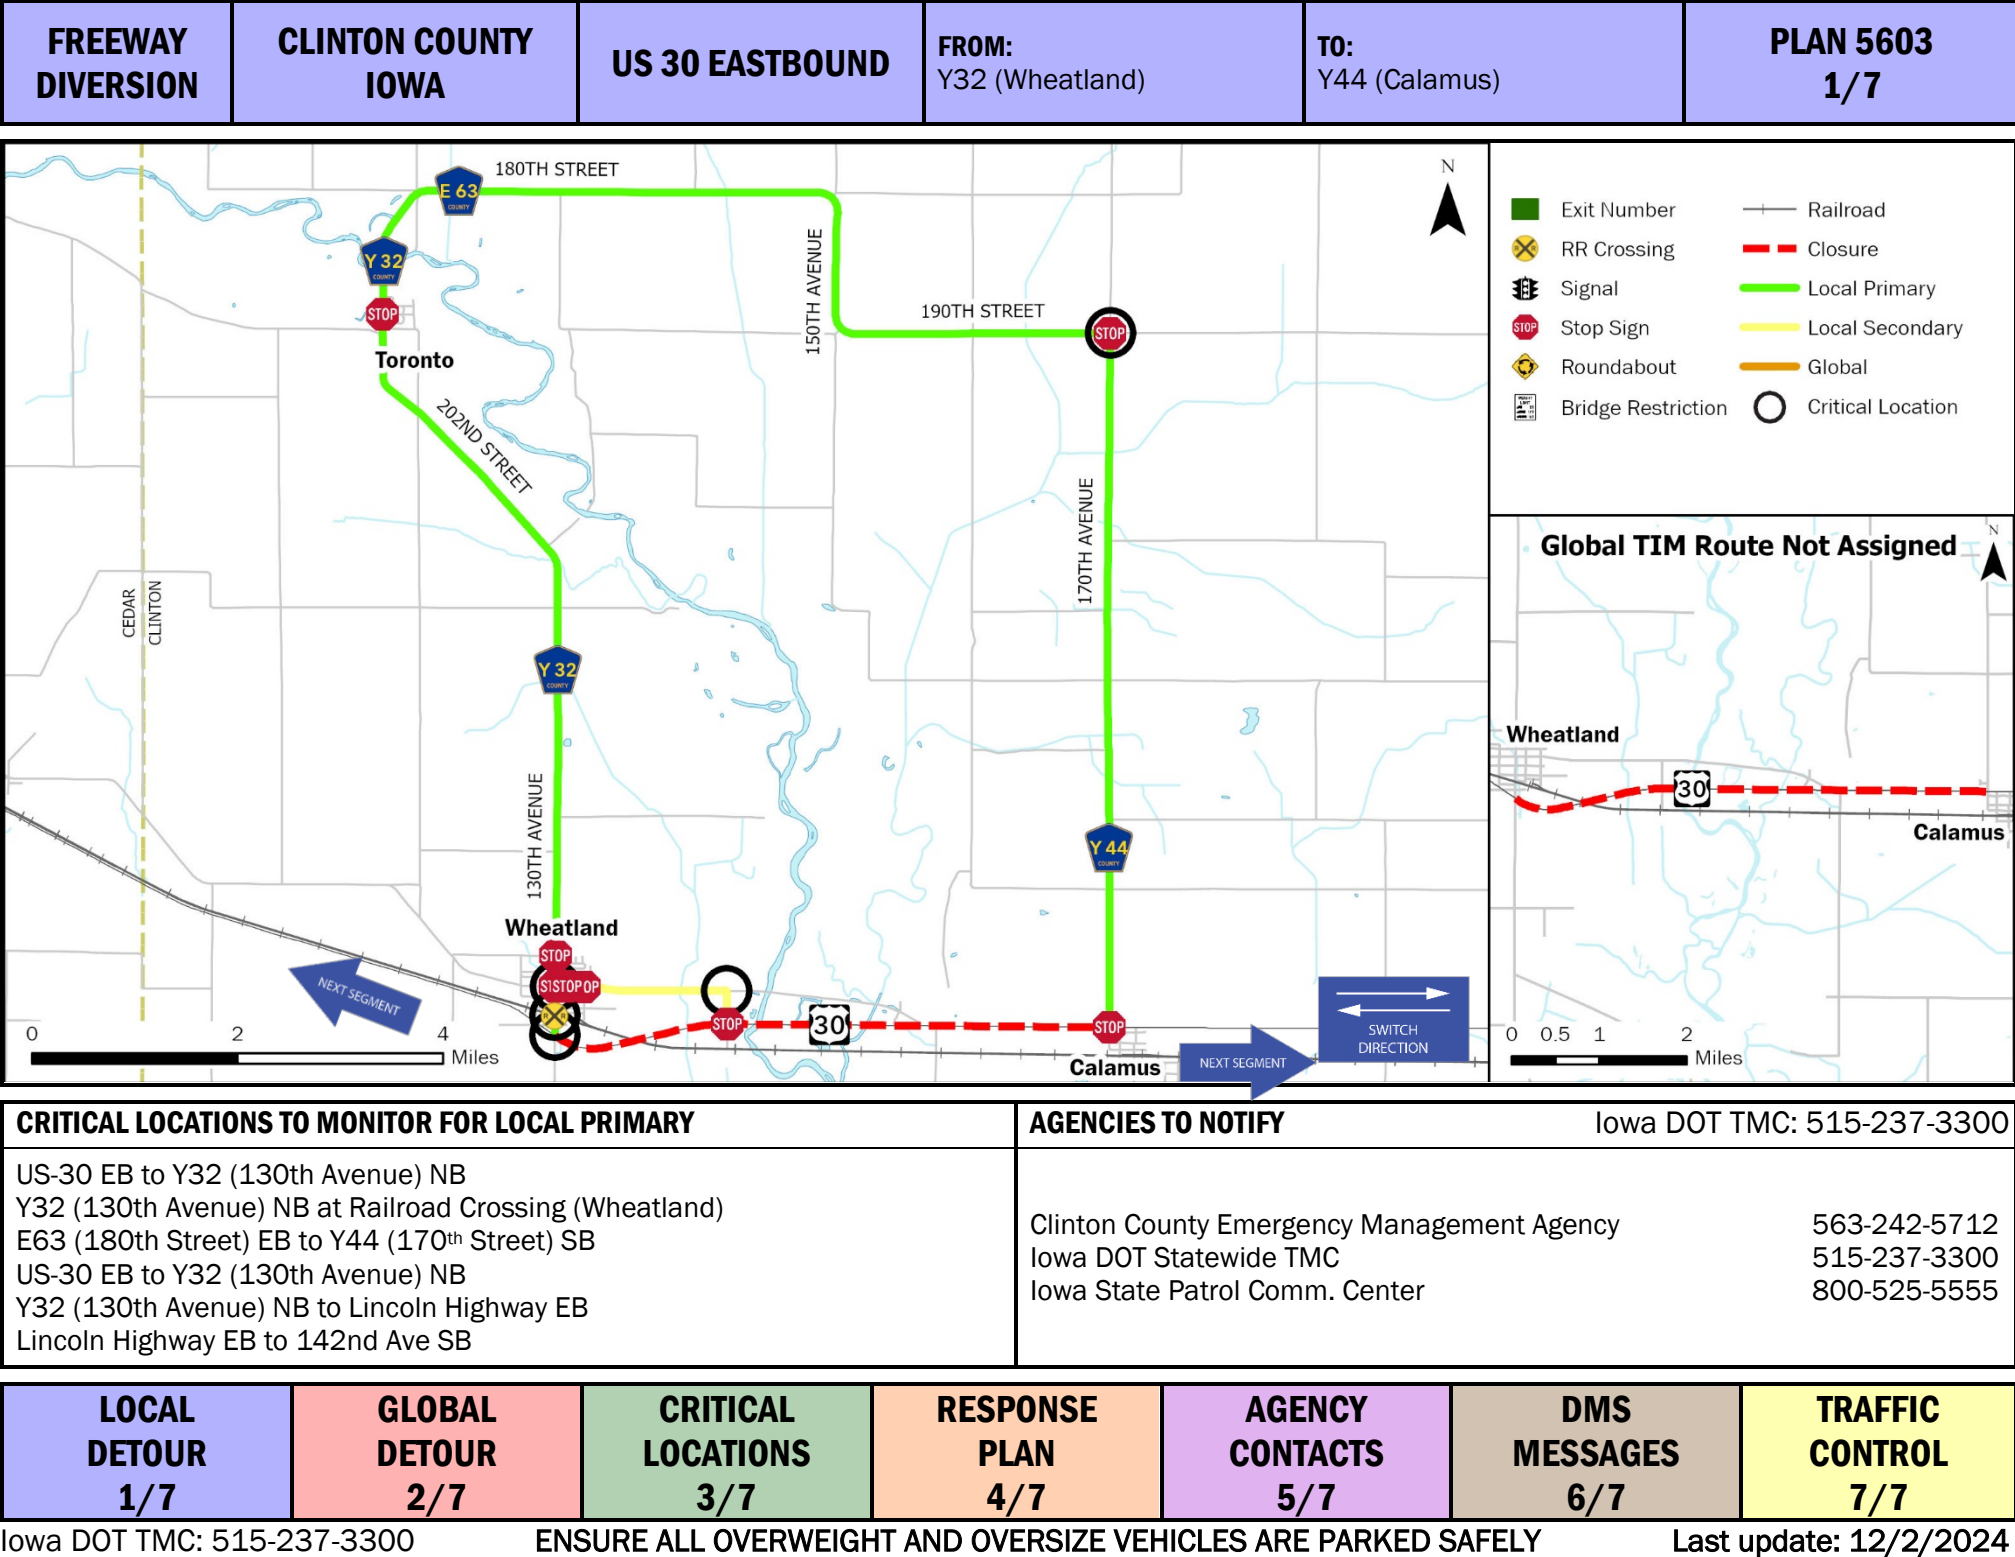 FREEWAY
DIVERSION
CLINTON COUNTY
IOWA
US 30 EASTBOUND
FROM:
Y32 (Wheatland)
TO:
Y44 (Calamus)
PLAN 5603
1/7
180TH STREET
E 63
COUNTY
Y 32
COUNTY
STOP
Toronto
202ND STREET
150TH AVENUE
190TH STREET
STOP
170TH AVENUE
N
CEDAR
CLINTON
Y 32
COUNTY
130TH AVENUE
Y 44
COUNTY
Wheatland
STOP
STOP
STOP
30
STOP
Calamus
NEXT SEGMENT
NEXT SEGMENT
SWITCH
DIRECTION
0 2 4
Miles
Exit Number
RR Crossing
Signal
STOP Stop Sign
Roundabout
Bridge Restriction
Railroad
Closure
Local Primary
Local Secondary
Global
Critical Location
Global TIM Route Not Assigned
N
Wheatland
30
Calamus
0 0.5 1 2
Miles
CRITICAL LOCATIONS TO MONITOR FOR LOCAL PRIMARY
US-30 EB to Y32 (130th Avenue) NB
Y32 (130th Avenue) NB at Railroad Crossing (Wheatland)
E63 (180th Street) EB to Y44 (170th Street) SB
US-30 EB to Y32 (130th Avenue) NB
Y32 (130th Avenue) NB to Lincoln Highway EB
Lincoln Highway EB to 142nd Ave SB
AGENCIES TO NOTIFY Iowa DOT TMC: 515-237-3300
Clinton County Emergency Management Agency 563-242-5712
Iowa DOT Statewide TMC 515-237-3300
Iowa State Patrol Comm. Center 800-525-5555
LOCAL
DETOUR
1/7
GLOBAL
DETOUR
2/7
CRITICAL
LOCATIONS
3/7
RESPONSE
PLAN
4/7
AGENCY
CONTACTS
5/7
DMS
MESSAGES
6/7
TRAFFIC
CONTROL
7/7
Iowa DOT TMC: 515-237-3300 ENSURE ALL OVERWEIGHT AND OVERSIZE VEHICLES ARE PARKED SAFELY Last update: 12/2/2024